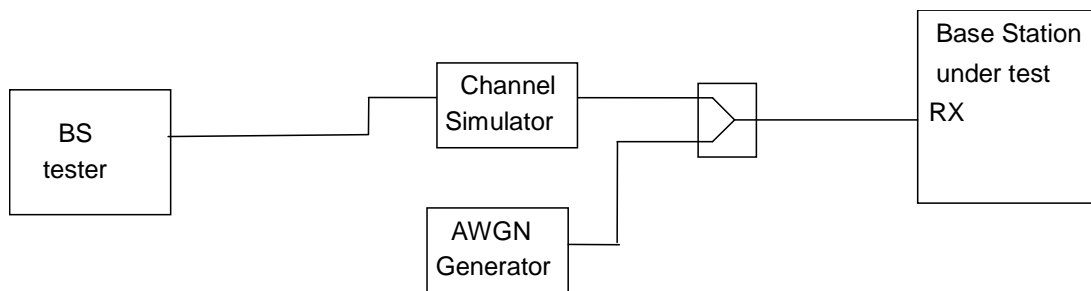 BS
tester
Channel
Simulator
AWGN
Generator
Base Station
under test
RX